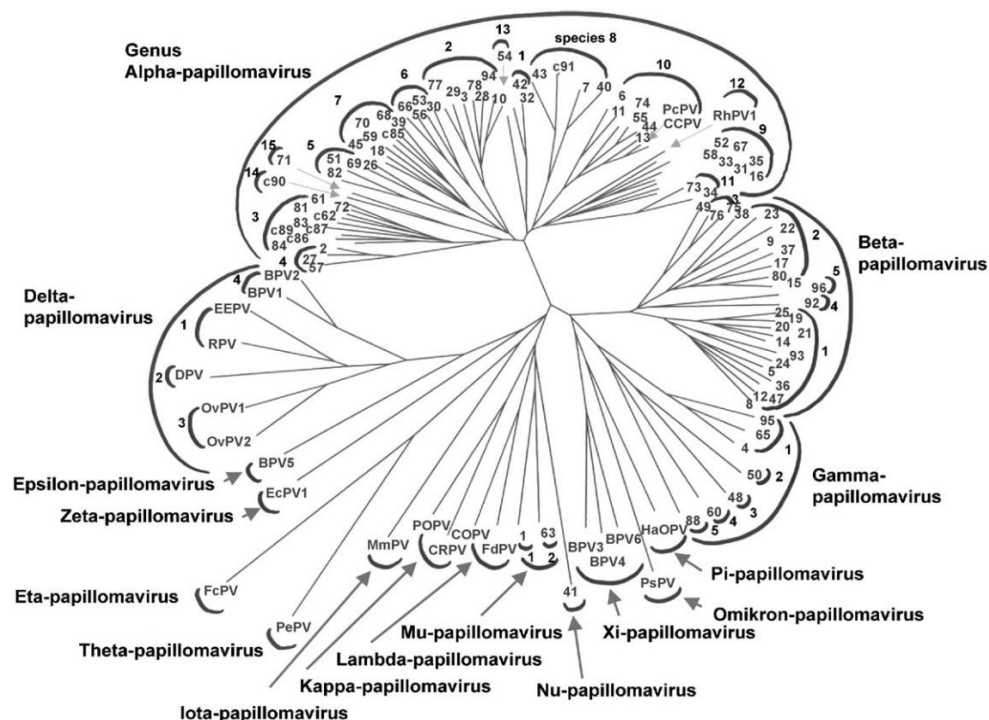 Genus
Alpha-papillomavirus
13
54
2
1
species 8
94
42
43
c91
10
77
78
29
3
28
10
32
7
40
6
53
66
30
56
7
68
39
70
c85
59
45
18
5
51
69
26
82
15
71
14
c90
3
61
81
c62
72
83
c89
c87
c86
84
2
4
27
57
6
74
11
55
44
13
PcPV
CCPV
12
RhPV1
9
52
67
58
33
35
31
16
73
11
34
3
49
75
76
38
Beta-
papillomavirus
23
22
2
9
37
17
80
15
5
96
92
4
25
19
20
21
14
1
93
24
5
36
12
47
8
Gamma-
papillomavirus
95
65
1
4
50
2
48
3
60
4
88
5
Delta-
papillomavirus
4
BPV2
BPV1
1
EEPV
RPV
2
DPV
3
OvPV1
OvPV2
Epsilon-papillomavirus
BPV5
Zeta-papillomavirus
EcPV1
Eta-papillomavirus
FcPV
Theta-papillomavirus
PePV
MmPV
Iota-papillomavirus
POPV
CRPV
Kappa-papillomavirus
COPV
FdPV
Lambda-papillomavirus
1
63
1
2
Mu-papillomavirus
41
Nu-papillomavirus
BPV3
BPV6
BPV4
Xi-papillomavirus
PsPV
Omikron-papillomavirus
HaOPV
Pi-papillomavirus